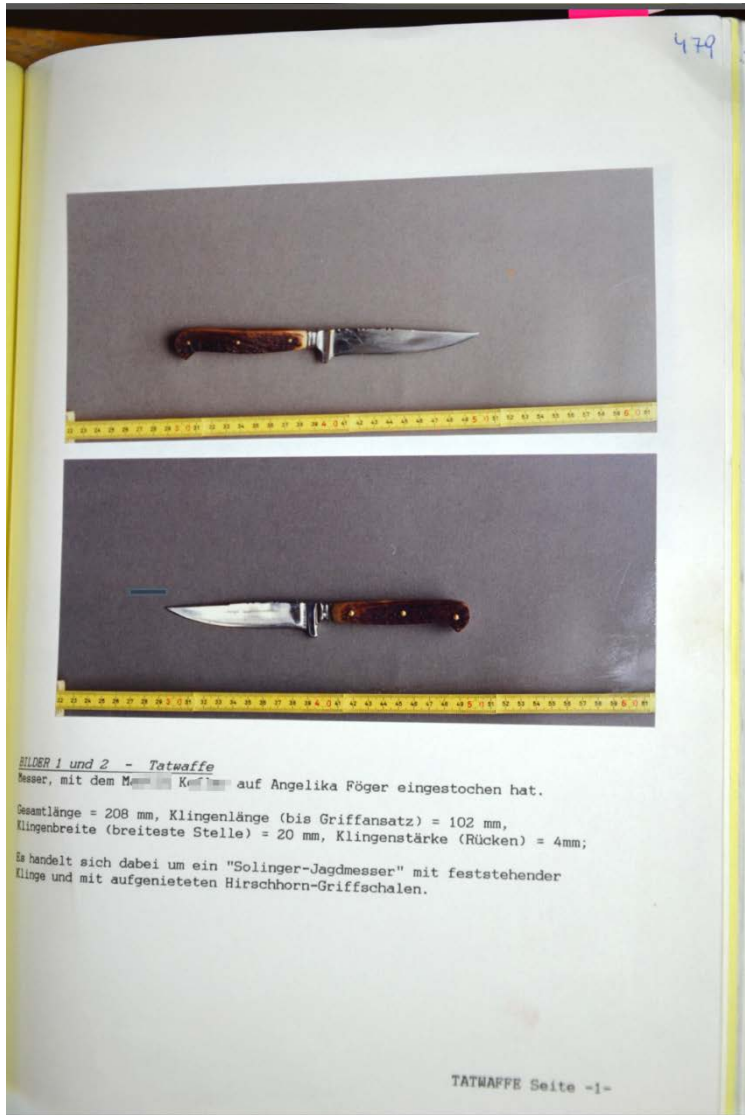 479
BILDER 1 und 2 - Tatwaffe
Messer, mit dem auf Angelika Föger eingestochen hat.
Gesamtlänge = 208 mm, Klingenlänge (bis Griffansatz) = 102 mm,
Klingenbreite (breiteste Stelle) = 20 mm, Klingenstärke (Rücken) = 4mm;
Es handelt sich dabei um ein "Solinger-Jagdmesser" mit feststehender
Klinge und mit aufgenieteten Hirschhorn-Griffschalen.
TATWAFFE Seite -1-